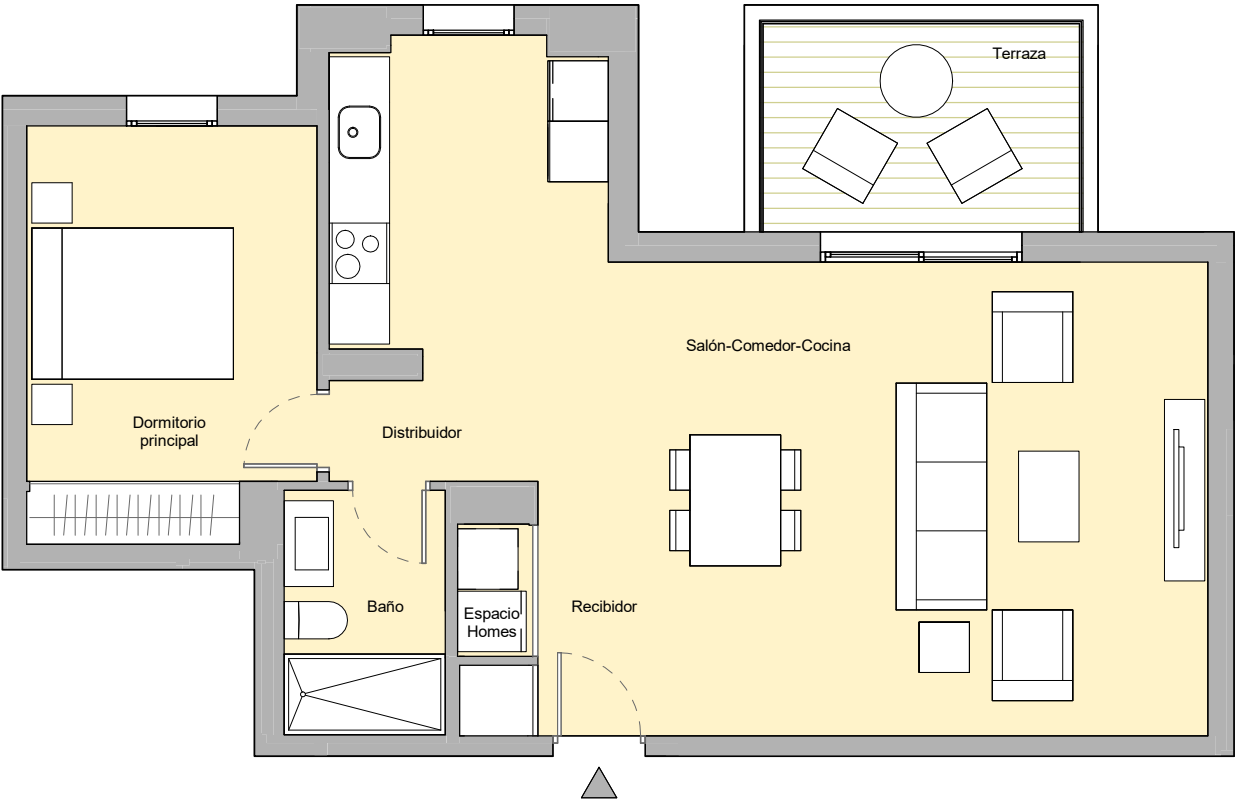 Terraza
Salón-Comedor-Cocina
Dormitorio
principal
Distribuidor
Baño
Espacio
Homes
Recibidor